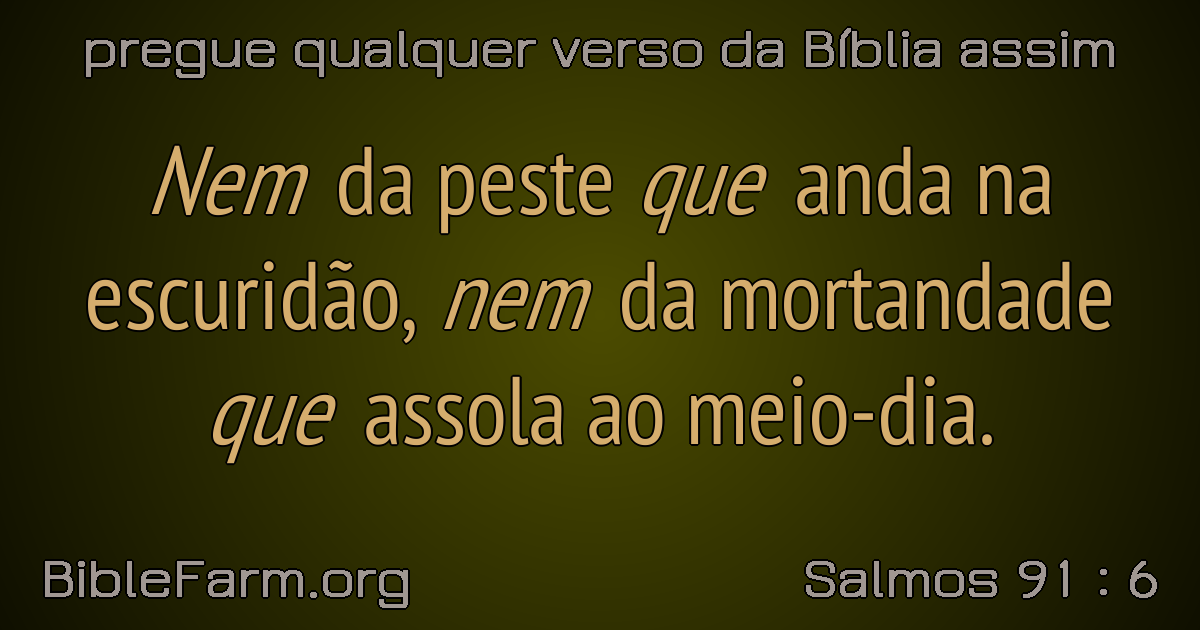 pregue qualquer verso da Bíblia assim
Nem da peste que anda na
escuridão, nem da mortandade
que assola ao meio-dia.
BibleFarm.org
Salmos 91 : 6